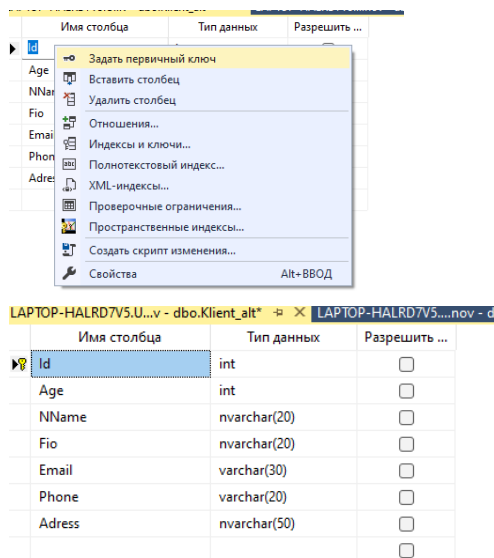 Имя столбца Тип данных Разрешить ...
Id
Age
Fio
Задать первичный ключ
Вставить столбец
Удалить столбец
Отношения...
Индексы и ключи...
Полнотекстовый индекс...
XML-индексы...
Проверочные ограничения...
Пространственные индексы...
Создать скрипт изменения...
Свойства Alt+ВВОД
LAPTOP-HALRD7V5.U...v - dbo.Klient_alt* LAPTOP-HALRD7V5....nov - d
Имя столбца Тип данных Разрешить ...
Id int
Age int
NName nvarchar(20)
Fio nvarchar(20)
Email varchar(30)
Phone varchar(20)
Adress nvarchar(50)